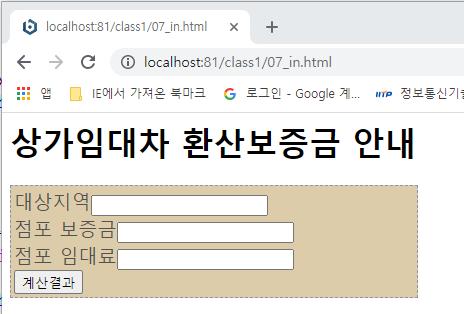 localhost:81/class1/07_in.html
localhost:81/class1/07_in.html
앱 IE에서 가져온 북마크 로그인 - Google 계... IITP 정보통신기술
상가임대차 환산보증금 안내
대상지역
점포 보증금
점포 임대료
계산결과